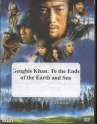 Genghis Khan: To the Ends
of the Earth and Sea